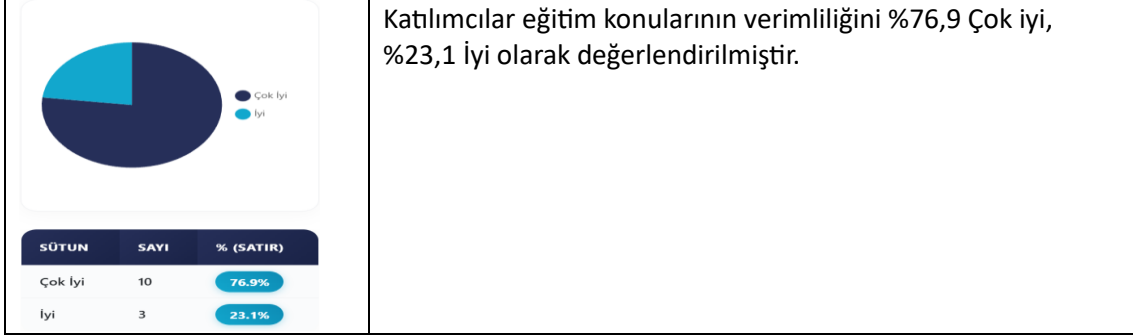 Çok İyi
İyi
SÜTUN SAYI % (SATIR)
Çok İyi 10 76.9%
İyi 3 23.1%
Katılımcılar eğitim konularının verimliliğini %76,9 Çok iyi,
%23,1 İyi olarak değerlendirilmiştir.